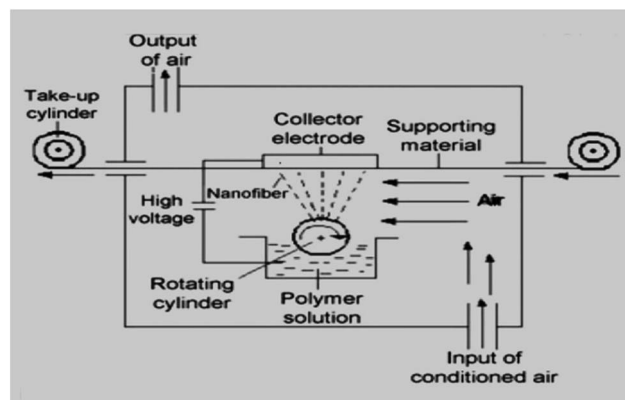 Output
of air
Take-up
cylinder
Collector
electrode
Supporting
material
High
voltage
Nanofiber
Air
Rotating
cylinder
Polymer
solution
Input of
conditioned air